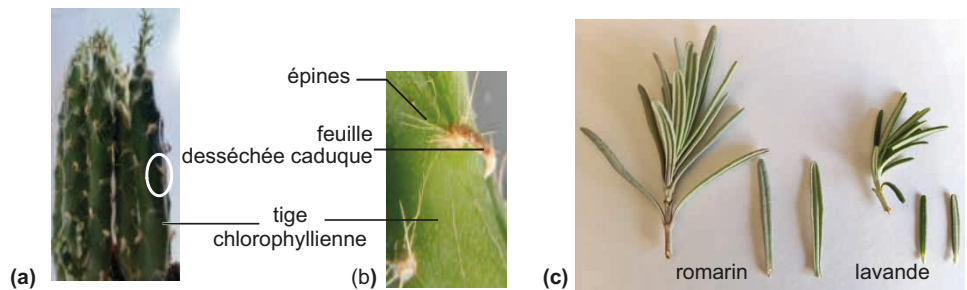 épines
feuille
desséchée caduque
tige
chlorophyllienne
(a)
(b)
(c)
romarin
lavande